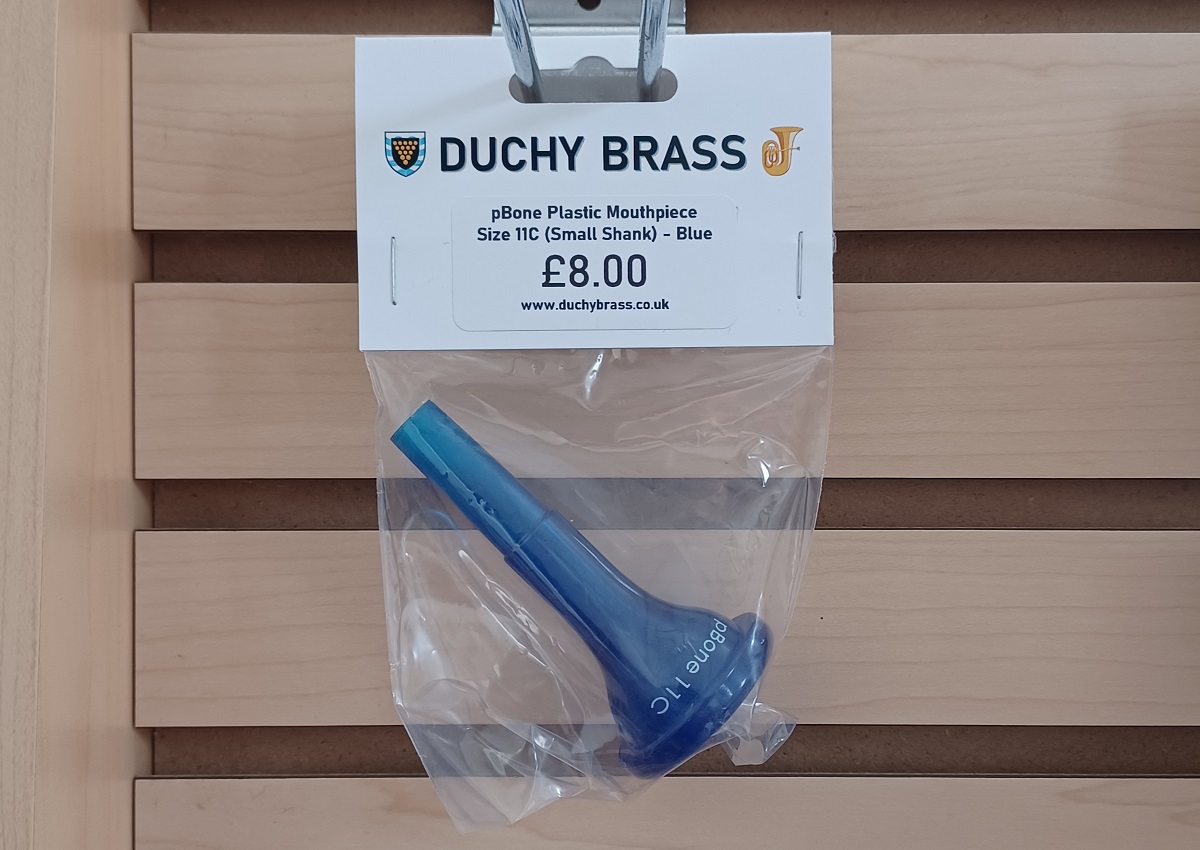 DUCHY BRASS
pBone Plastic Mouthpiece
Size 11C (Small Shank) - Blue
£8.00
www.duchybrass.co.uk
pBone 11C